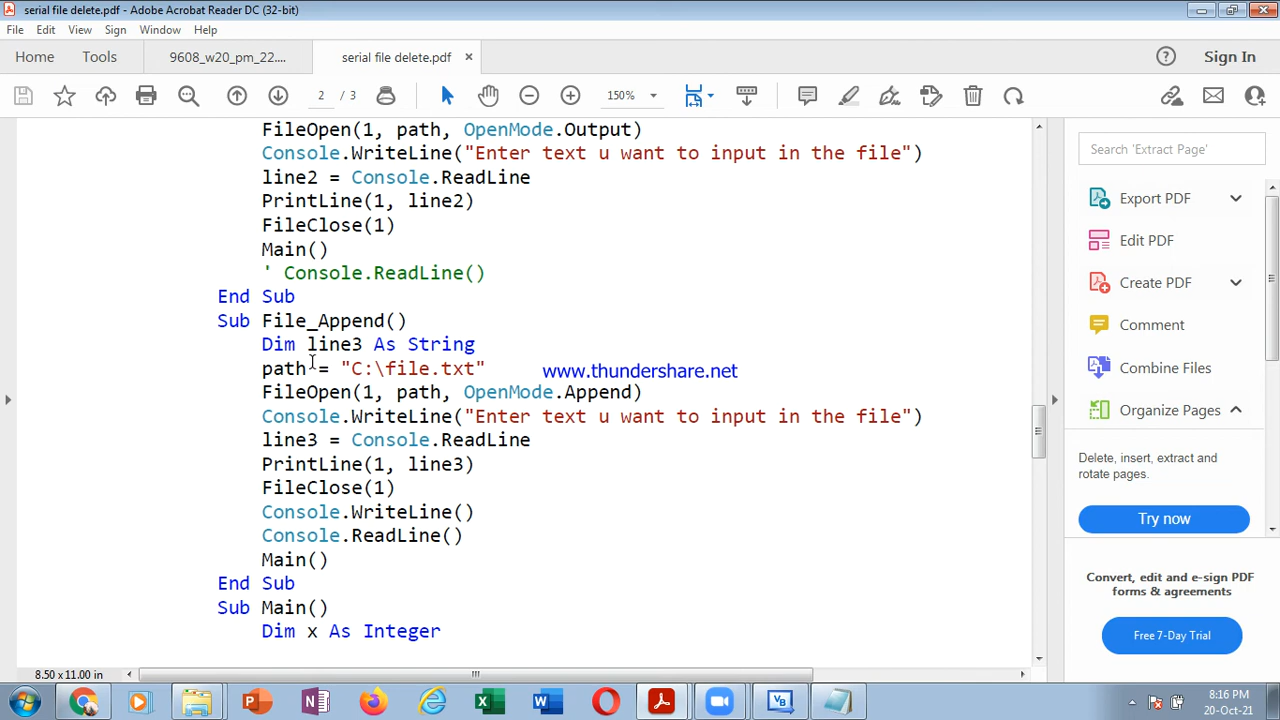 serial file delete.pdf - Adobe Acrobat Reader DC (32-bit)
File Edit View Sign Window Help
Home Tools 9608_w20_pm_22.... serial file delete.pdf × Sign In
2 / 3 150%
FileOpen(1, path, OpenMode.Output)
Console.WriteLine("Enter text u want to input in the file")
line2 = Console.ReadLine
PrintLine(1, line2)
FileClose(1)
Main()
' Console.ReadLine()
End Sub
Sub File_Append()
Dim line3 As String
path = "C:\file.txt"
www.thundershare.net
FileOpen(1, path, OpenMode.Append)
Console.WriteLine("Enter text u want to input in the file")
line3 = Console.ReadLine
PrintLine(1, line3)
FileClose(1)
Console.WriteLine()
Console.ReadLine()
Main()
End Sub
Sub Main()
Dim x As Integer
8.50 x 11.00 in
Search 'Extract Page'
Export PDF
Edit PDF
Create PDF
Comment
Combine Files
Organize Pages
Delete, insert, extract and
rotate pages.
Try now
Convert, edit and e-sign PDF
forms & agreements
Free 7-Day Trial
8:16 PM
20-Oct-21